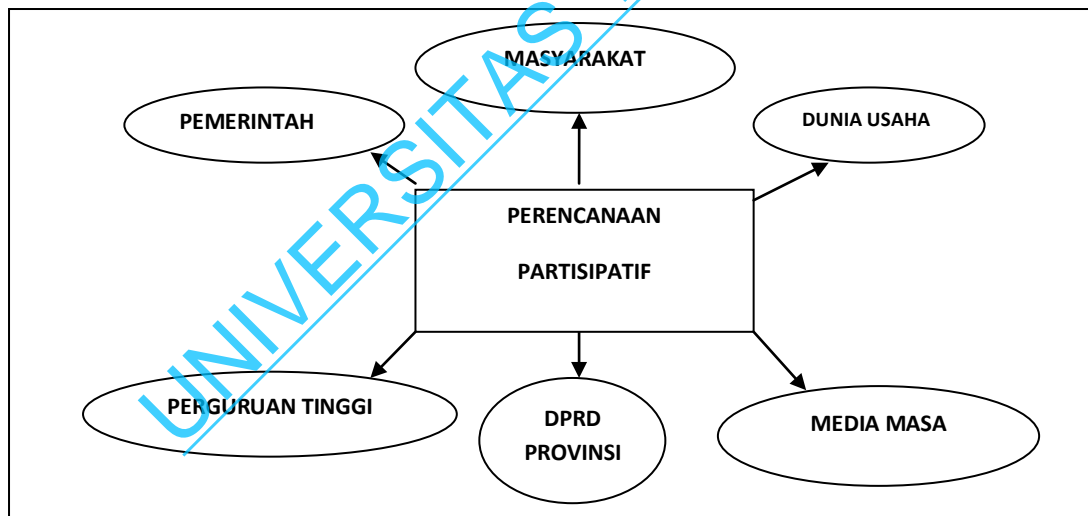 UNIVERSITAS
MASYARAKAT
PEMERINTAH
DUNIA USAHA
PERENCANAAN
PARTISIPATIF
PERGURUAN TINGGI
DPRD
PROVINSI
MEDIA MASA